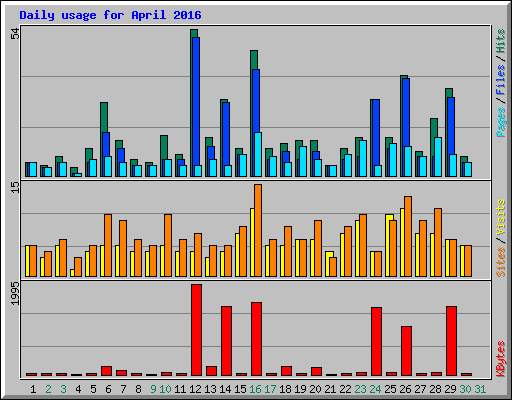 Daily usage for April 2016
54
15
1995
Pages / Files / Hits
Sites / Visits
KBytes
1 2 3 4 5 6 7 8 9 10 11 12 13 14 15 16 17 18 19 20 21 22 23 24 25 26 27 28 29 30 31